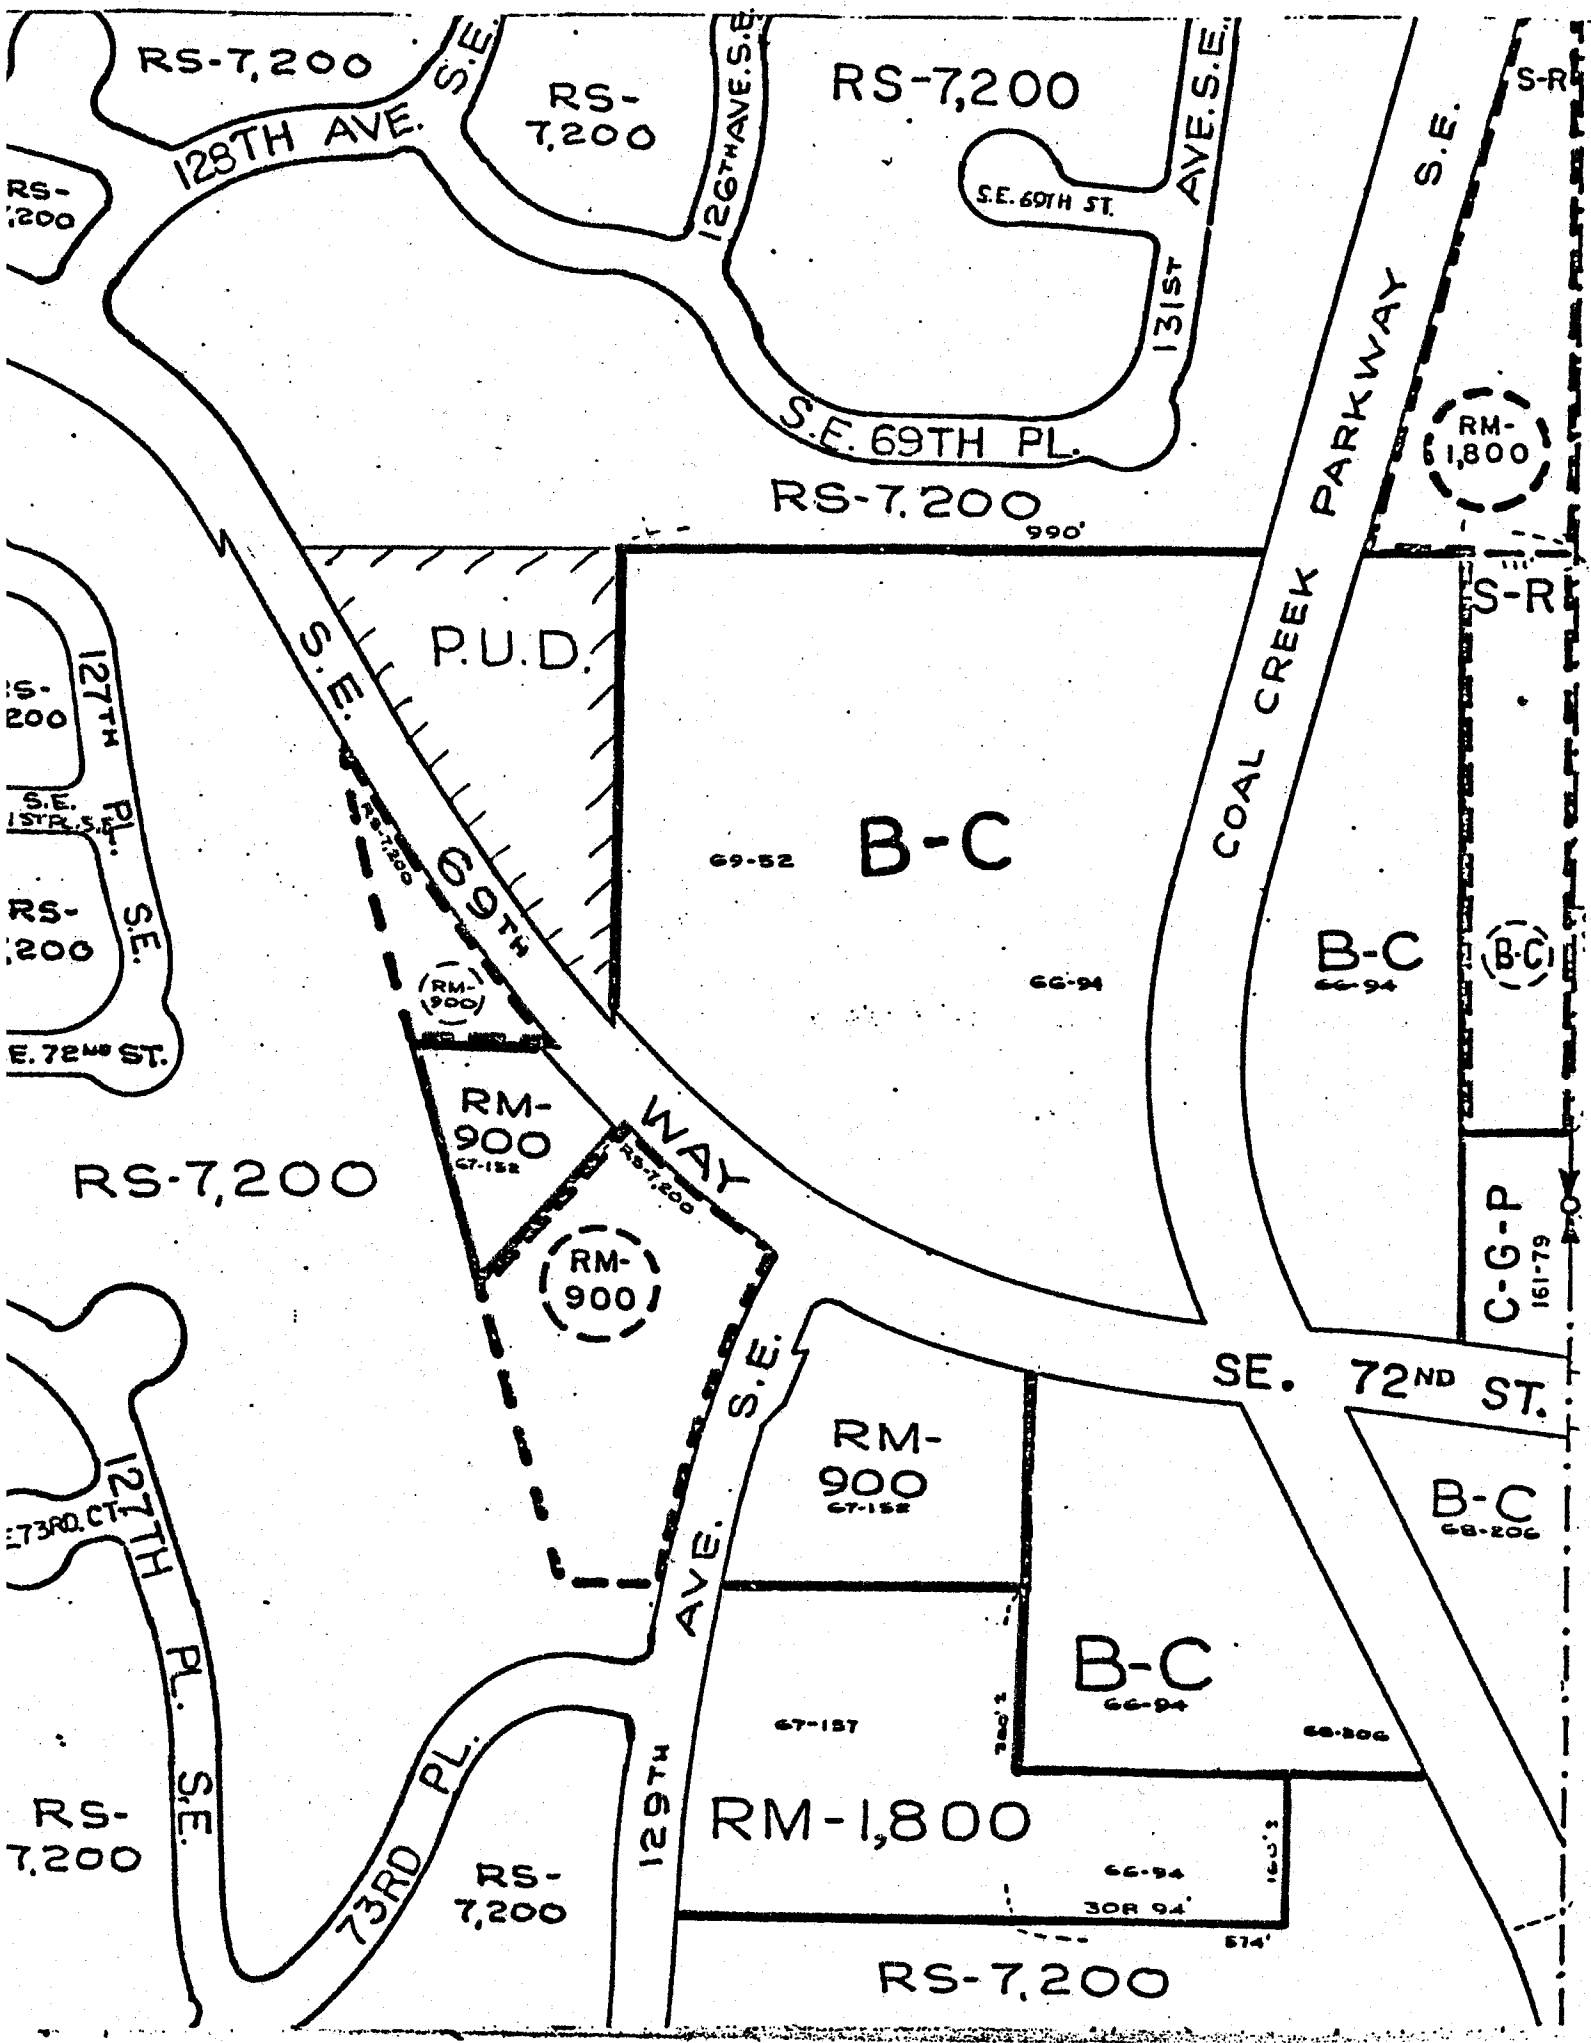 RS-7,200
S.E.
128TH AVE.
RS-
7,200
126TH AVE. S.E.
RS-7,200
AVE. S.E.
131ST
S.E. 69TH ST.
S.E.
S-R
RS-
7,200
COAL CREEK PARKWAY
RM-
1,800
S.E. 69TH PL.
RS-7,200
990'
S-R
P.U.D.
S.E. 69TH WAY
127TH PL. S.E.
200
S.E.
RS-7,200
69-52
B-C
RS-
,200
B-C
66-94
B-C
66-94
RM-
900
E. 72ND ST.
RM-
900
67-152
RS-7,200
RS-7,200
RM-
900
C-G-P
161-79
SE. 72ND ST.
S.E.
RM-
900
67-152
B-C
68-206
E 73RD. CT.
127TH PL. S.E.
AVE.
B-C
66-94
68-206
67-157
RM-1,800
129TH
73RD PL.
RS-
7,200
RS-
7,200
66-94
574'
RS-7,200